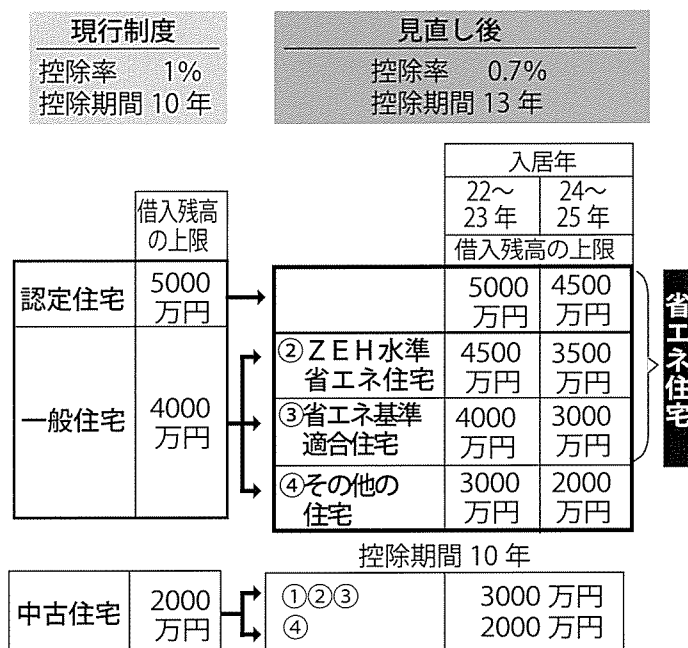 現行制度
控除率 1%
控除期間 10 年
見直し後
控除率 0.7%
控除期間 13 年
借入残高
の上限
入居年
22～
23 年
24～
25 年
借入残高の上限
認定住宅
5000
万円
5000
万円
4500
万円
一般住宅
4000
万円
②ＺＥＨ水準
省エネ住宅
4500
万円
3500
万円
③省エネ基準
適合住宅
4000
万円
3000
万円
④その他の
住宅
3000
万円
2000
万円
省エネ住宅
控除期間 10 年
中古住宅
2000
万円
①②③ 3000 万円
④ 2000 万円